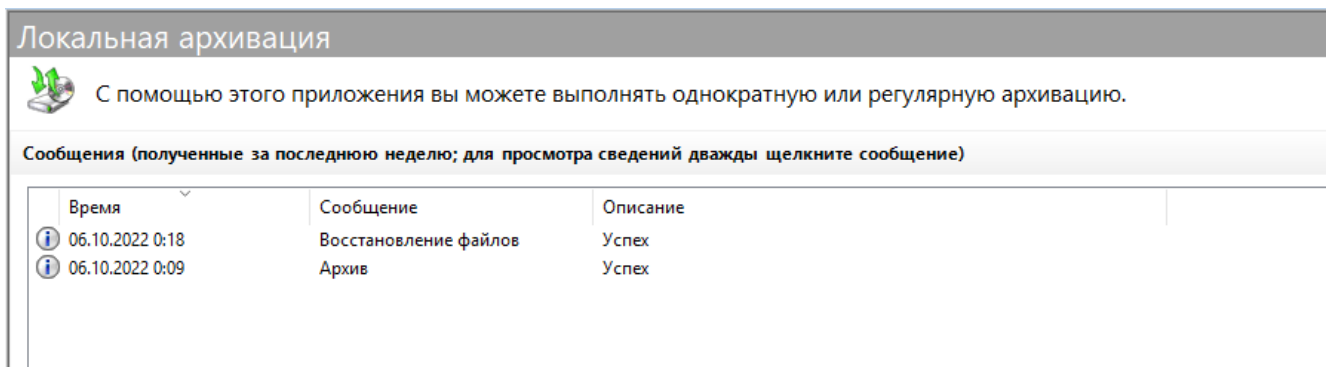 Локальная архивация
С помощью этого приложения вы можете выполнять однократную или регулярную архивацию.
Сообщения (полученные за последнюю неделю; для просмотра сведений дважды щелкните сообщение)
Время Сообщение Описание
06.10.2022 0:18 Восстановление файлов Успех
06.10.2022 0:09 Архив Успех